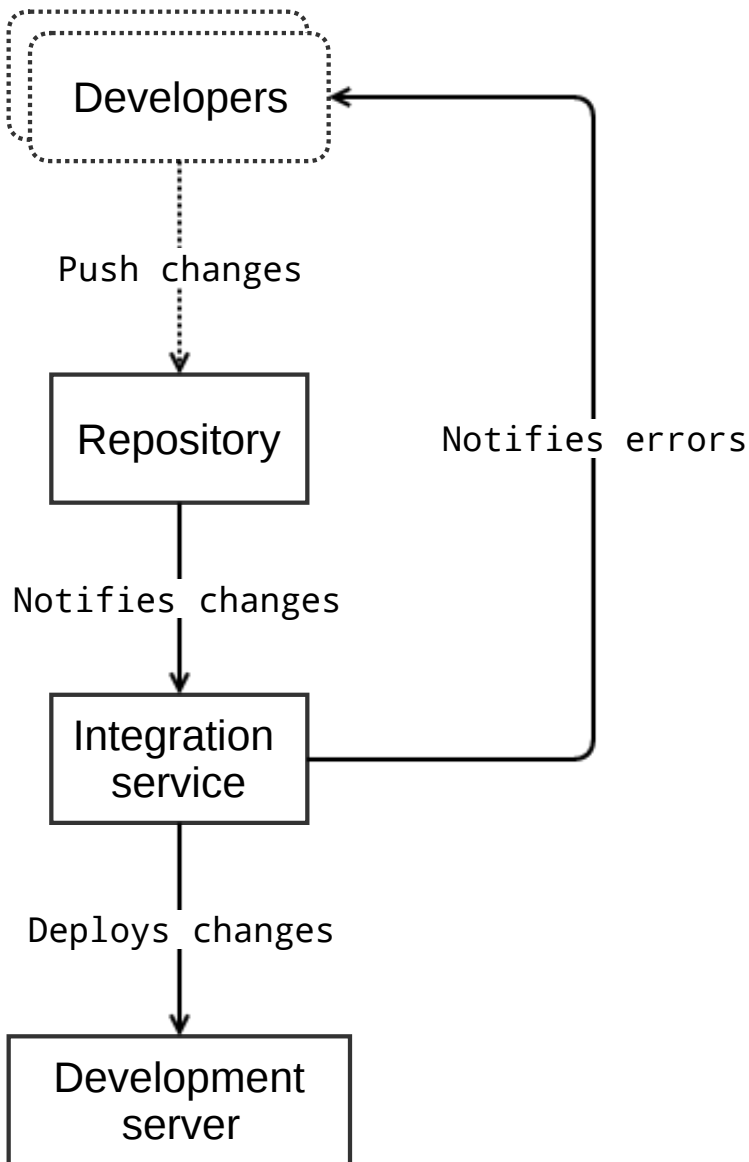 Developers
Push changes
Repository
Notifies errors
Notifies changes
Integration
service
Deploys changes
Development
server